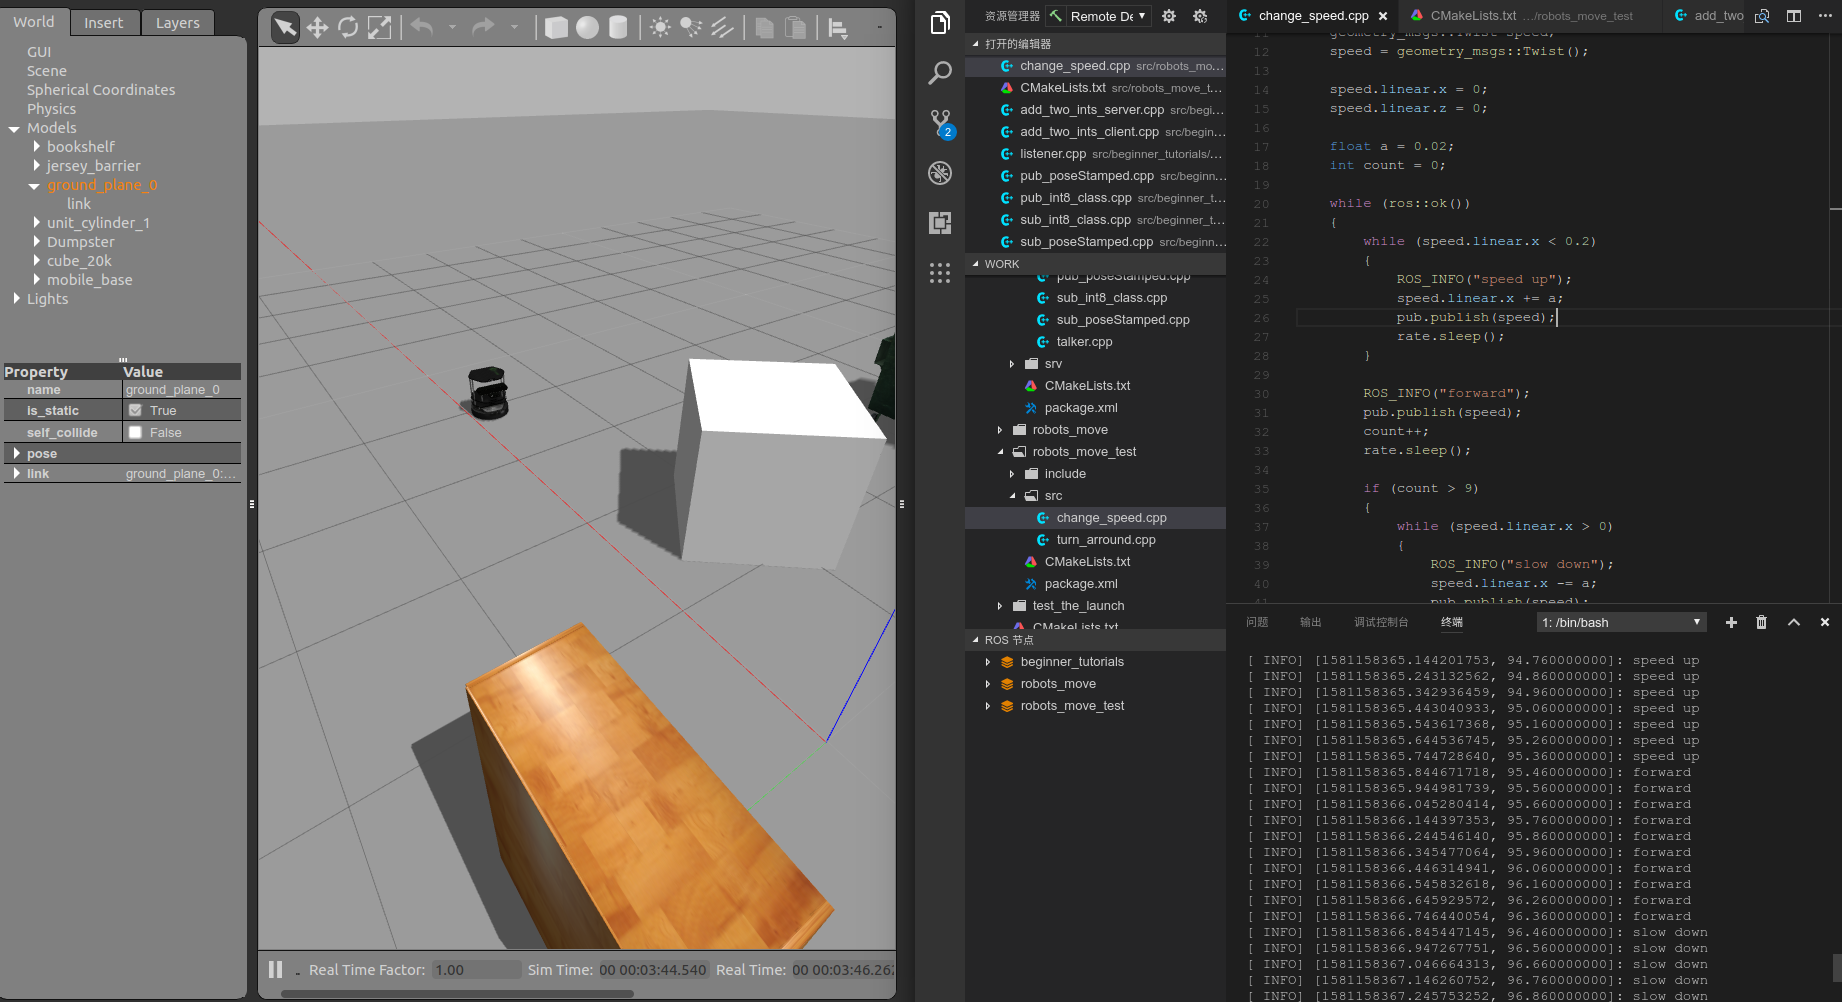 World Insert Layers
GUI
Scene
Spherical Coordinates
Physics
Models
bookshelf
jersey_barrier
ground_plane_0
link
unit_cylinder_1
Dumpster
cube_20k
mobile_base
Lights
Property Value
name ground_plane_0
is_static True
self_collide False
pose
link ground_plane_0:...
Real Time Factor: 1.00 Sim Time: 00 00:03:44.540 Real Time: 00 00:03:46.262
资源管理器 Remote De
打开的编辑器
change_speed.cpp src/robots_mo...
CMakeLists.txt src/robots_move_t...
add_two_ints_server.cpp src/begi...
add_two_ints_client.cpp src/begin...
listener.cpp src/beginner_tutorials/...
pub_poseStamped.cpp src/beginn...
pub_int8_class.cpp src/beginner_t...
sub_int8_class.cpp src/beginner_t...
sub_poseStamped.cpp src/beginn...
WORK
pub_poseStamped.cpp
sub_int8_class.cpp
sub_poseStamped.cpp
talker.cpp
srv
CMakeLists.txt
package.xml
robots_move
robots_move_test
include
src
change_speed.cpp
turn_arround.cpp
CMakeLists.txt
package.xml
test_the_launch
CMakeLists.txt
ROS 节点
beginner_tutorials
robots_move
robots_move_test
2
change_speed.cpp CMakeLists.txt .../robots_move_test add_two
11 geometry_msgs::Twist speed;
12 speed = geometry_msgs::Twist();
13
14 speed.linear.x = 0;
15 speed.linear.z = 0;
16
17 float a = 0.02;
18 int count = 0;
19
20 while (ros::ok())
21 {
22 while (speed.linear.x < 0.2)
23 {
24 ROS_INFO("speed up");
25 speed.linear.x += a;
26 pub.publish(speed);
27 rate.sleep();
28 }
29
30 ROS_INFO("forward");
31 pub.publish(speed);
32 count++;
33 rate.sleep();
34
35 if (count > 9)
36 {
37 while (speed.linear.x > 0)
38 {
39 ROS_INFO("slow down");
40 speed.linear.x -= a;
41 pub.publish(speed);
问题 输出 调试控制台 终端 1: /bin/bash
[ INFO] [1581158365.144201753, 94.760000000]: speed up
[ INFO] [1581158365.243132562, 94.860000000]: speed up
[ INFO] [1581158365.342936459, 94.960000000]: speed up
[ INFO] [1581158365.443040933, 95.060000000]: speed up
[ INFO] [1581158365.543617368, 95.160000000]: speed up
[ INFO] [1581158365.644536745, 95.260000000]: speed up
[ INFO] [1581158365.744728640, 95.360000000]: speed up
[ INFO] [1581158365.844671718, 95.460000000]: forward
[ INFO] [1581158365.944981739, 95.560000000]: forward
[ INFO] [1581158366.045280414, 95.660000000]: forward
[ INFO] [1581158366.144397353, 95.760000000]: forward
[ INFO] [1581158366.244546140, 95.860000000]: forward
[ INFO] [1581158366.345477064, 95.960000000]: forward
[ INFO] [1581158366.446314941, 96.060000000]: forward
[ INFO] [1581158366.545832618, 96.160000000]: forward
[ INFO] [1581158366.645929572, 96.260000000]: forward
[ INFO] [1581158366.746440054, 96.360000000]: forward
[ INFO] [1581158366.845447145, 96.460000000]: slow down
[ INFO] [1581158366.947267751, 96.560000000]: slow down
[ INFO] [1581158367.046664313, 96.660000000]: slow down
[ INFO] [1581158367.146260752, 96.760000000]: slow down
[ INFO] [1581158367.245753252, 96.860000000]: slow down